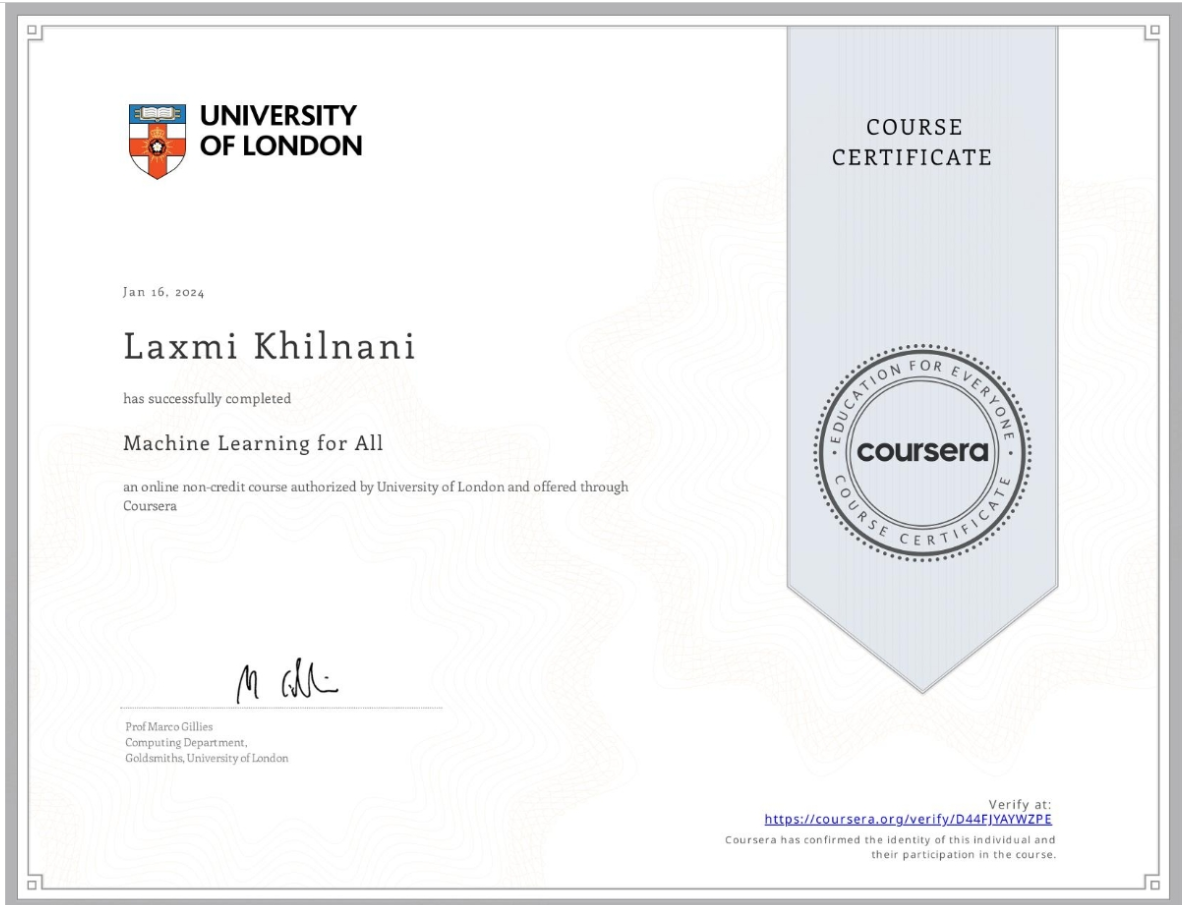 UNIVERSITY
OF LONDON
COURSE
CERTIFICATE
Jan 16, 2024
Laxmi Khilnani
has successfully completed
Machine Learning for All
an online non-credit course authorized by University of London and offered through
Coursera
EDUCATION FOR EVERYONE
coursera
COURSE CERTIFICATE
Prof Marco Gillies
Computing Department,
Goldsmiths, University of London
Verify at:
https://coursera.org/verify/D44FJYAYWZPE
Coursera has confirmed the identity of this individual and
their participation in the course.